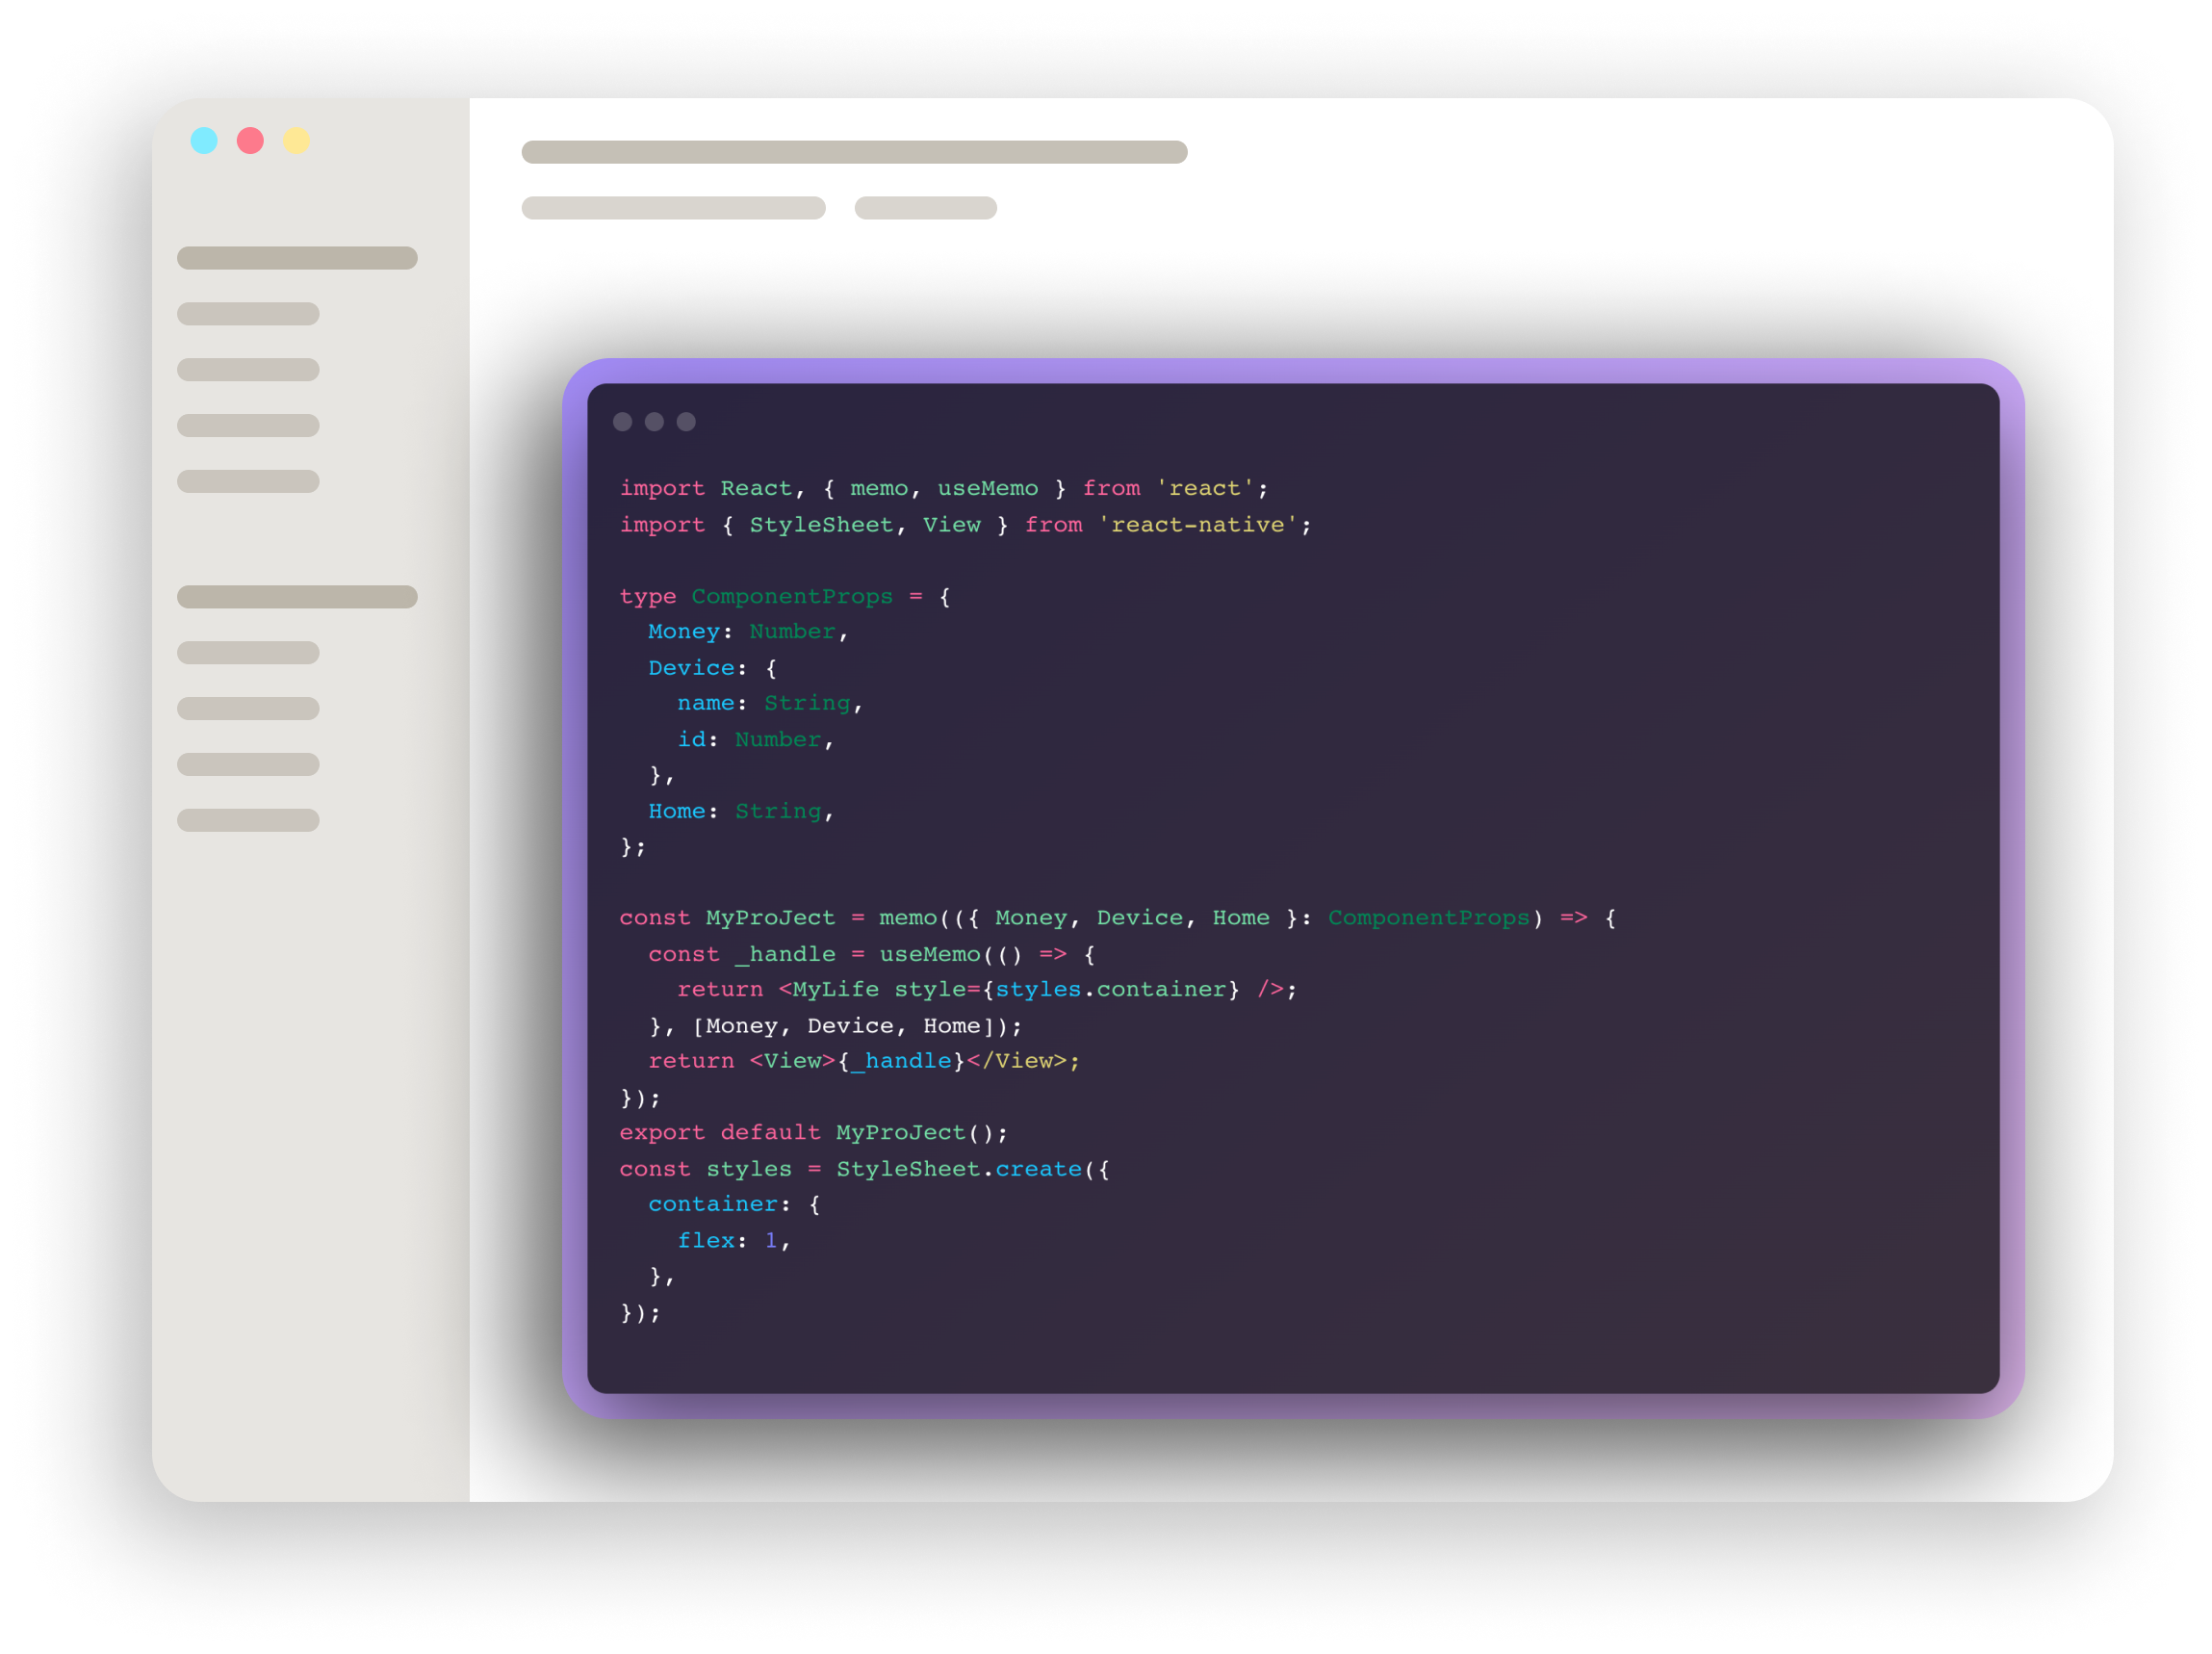 import React, { memo, useMemo } from 'react';
import { StyleSheet, View } from 'react-native';
type ComponentProps = {
  Money: Number,
  Device: {
    name: String,
    id: Number,
  },
  Home: String,
};
const MyProJect = memo(({ Money, Device, Home }: ComponentProps) => {
  const _handle = useMemo(() => {
    return <MyLife style={styles.container} />;
  }, [Money, Device, Home]);
  return <View>{_handle}</View>;
});
export default MyProJect();
const styles = StyleSheet.create({
  container: {
    flex: 1,
  },
});